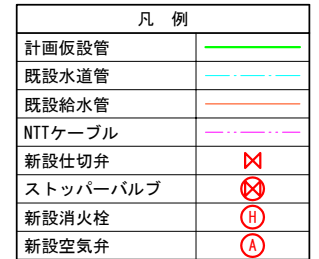 凡 例
計画仮設管
既設水道管
既設給水管
NTTケーブル
新設仕切弁
ストッパーバルブ
新設消火栓 H
新設空気弁 A